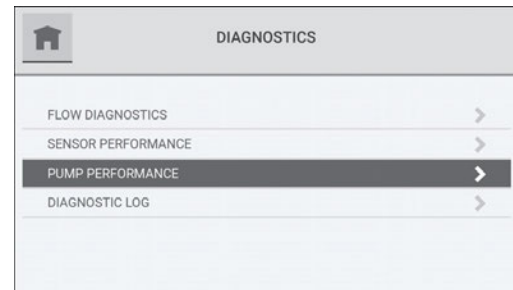 DIAGNOSTICS
FLOW DIAGNOSTICS
SENSOR PERFORMANCE
PUMP PERFORMANCE
DIAGNOSTIC LOG